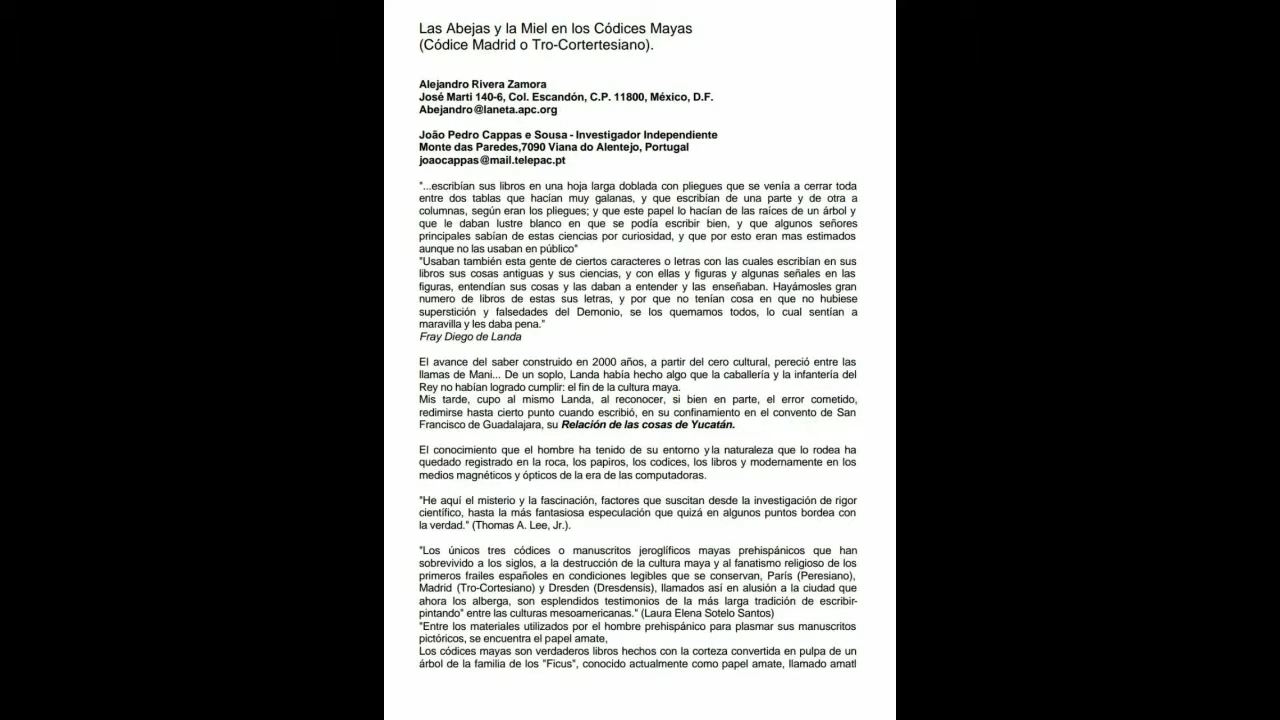 Las Abejas y la Miel en los Códices Mayas
(Códice Madrid o Tro-Cortertesiano).
Alejandro Rivera Zamora
José Marti 140-6, Col. Escandón, C.P. 11800, México, D.F.
Abejandro@laneta.apc.org
João Pedro Cappas e Sousa - Investigador Independiente
Monte das Paredes,7090 Viana do Alentejo, Portugal
joaocappas@mail.telepac.pt
"...escribían sus libros en una hoja larga doblada con pliegues que se venía a cerrar toda
entre dos tablas que hacían muy galanas, y que escribían de una parte y de otra a
columnas, según eran los pliegues; y que este papel lo hacían de las raíces de un árbol y
que le daban lustre blanco en que se podía escribir bien, y que algunos señores
principales sabían de estas ciencias por curiosidad, y que por esto eran mas estimados
aunque no las usaban en público"
"Usaban también esta gente de ciertos caracteres o letras con las cuales escribían en sus
libros sus cosas antiguas y sus ciencias, y con ellas y figuras y algunas señales en las
figuras, entendían sus cosas y las daban a entender y las enseñaban. Hayámosles gran
numero de libros de estas sus letras, y por que no tenían cosa en que no hubiese
superstición y falsedades del Demonio, se los quemamos todos, lo cual sentían a
maravilla y les daba pena."
Fray Diego de Landa
El avance del saber construido en 2000 años, a partir del cero cultural, pereció entre las
llamas de Mani... De un soplo, Landa había hecho algo que la caballería y la infantería del
Rey no habían logrado cumplir: el fin de la cultura maya.
Mis tarde, cupo al mismo Landa, al reconocer, si bien en parte, el error cometido,
redimirse hasta cierto punto cuando escribió, en su confinamiento en el convento de San
Francisco de Guadalajara, su Relación de las cosas de Yucatán.
El conocimiento que el hombre ha tenido de su entorno y la naturaleza que lo rodea ha
quedado registrado en la roca, los papiros, los codices, los libros y modernamente en los
medios magnéticos y ópticos de la era de las computadoras.
"He aquí el misterio y la fascinación, factores que suscitan desde la investigación de rigor
científico, hasta la más fantasiosa especulación que quizá en algunos puntos bordea con
la verdad." (Thomas A. Lee, Jr.).
"Los únicos tres códices o manuscritos jeroglíficos mayas prehispánicos que han
sobrevivido a los siglos, a la destrucción de la cultura maya y al fanatismo religioso de los
primeros frailes españoles en condiciones legibles que se conservan, París (Peresiano),
Madrid (Tro-Cortesiano) y Dresden (Dresdensis), llamados así en alusión a la ciudad que
ahora los alberga, son esplendidos testimonios de la más larga tradición de escribir-
pintando" entre las culturas mesoamericanas." (Laura Elena Sotelo Santos)
"Entre los materiales utilizados por el hombre prehispánico para plasmar sus manuscritos
pictóricos, se encuentra el papel amate,
Los códices mayas son verdaderos libros hechos con la corteza convertida en pulpa de un
árbol de la familia de los "Ficus", conocido actualmente como papel amate, llamado amatl